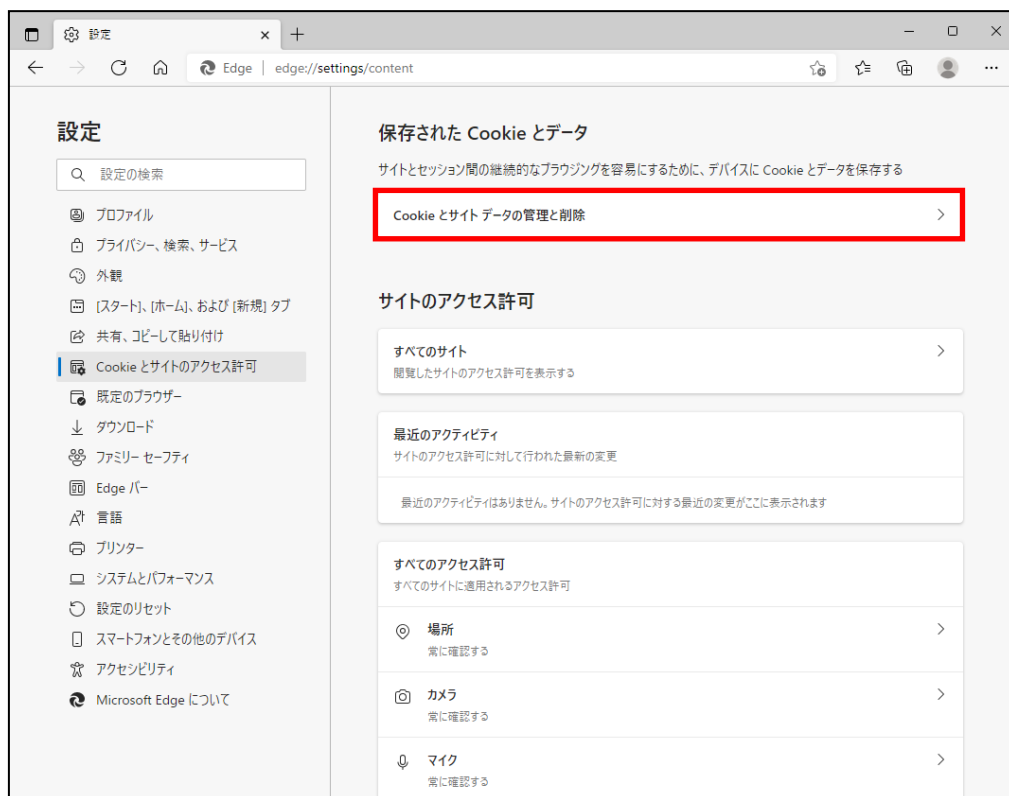 設定
Edge edge://settings/content
設定
設定の検索
プロファイル
プライバシー、検索、サービス
外観
[スタート]、[ホーム]、および [新規] タブ
共有、コピーして貼り付け
Cookie とサイトのアクセス許可
既定のブラウザー
ダウンロード
ファミリー セーフティ
Edge バー
言語
プリンター
システムとパフォーマンス
設定のリセット
スマートフォンとその他のデバイス
アクセシビリティ
Microsoft Edge について
保存された Cookie とデータ
サイトとセッション間の継続的なブラウジングを容易にするために、デバイスに Cookie とデータを保存する
Cookie とサイト データの管理と削除
サイトのアクセス許可
すべてのサイト
閲覧したサイトのアクセス許可を表示する
最近のアクティビティ
サイトのアクセス許可に対して行われた最新の変更
最近のアクティビティはありません。サイトのアクセス許可に対する最近の変更がここに表示されます
すべてのアクセス許可
すべてのサイトに適用されるアクセス許可
場所
常に確認する
カメラ
常に確認する
マイク
常に確認する